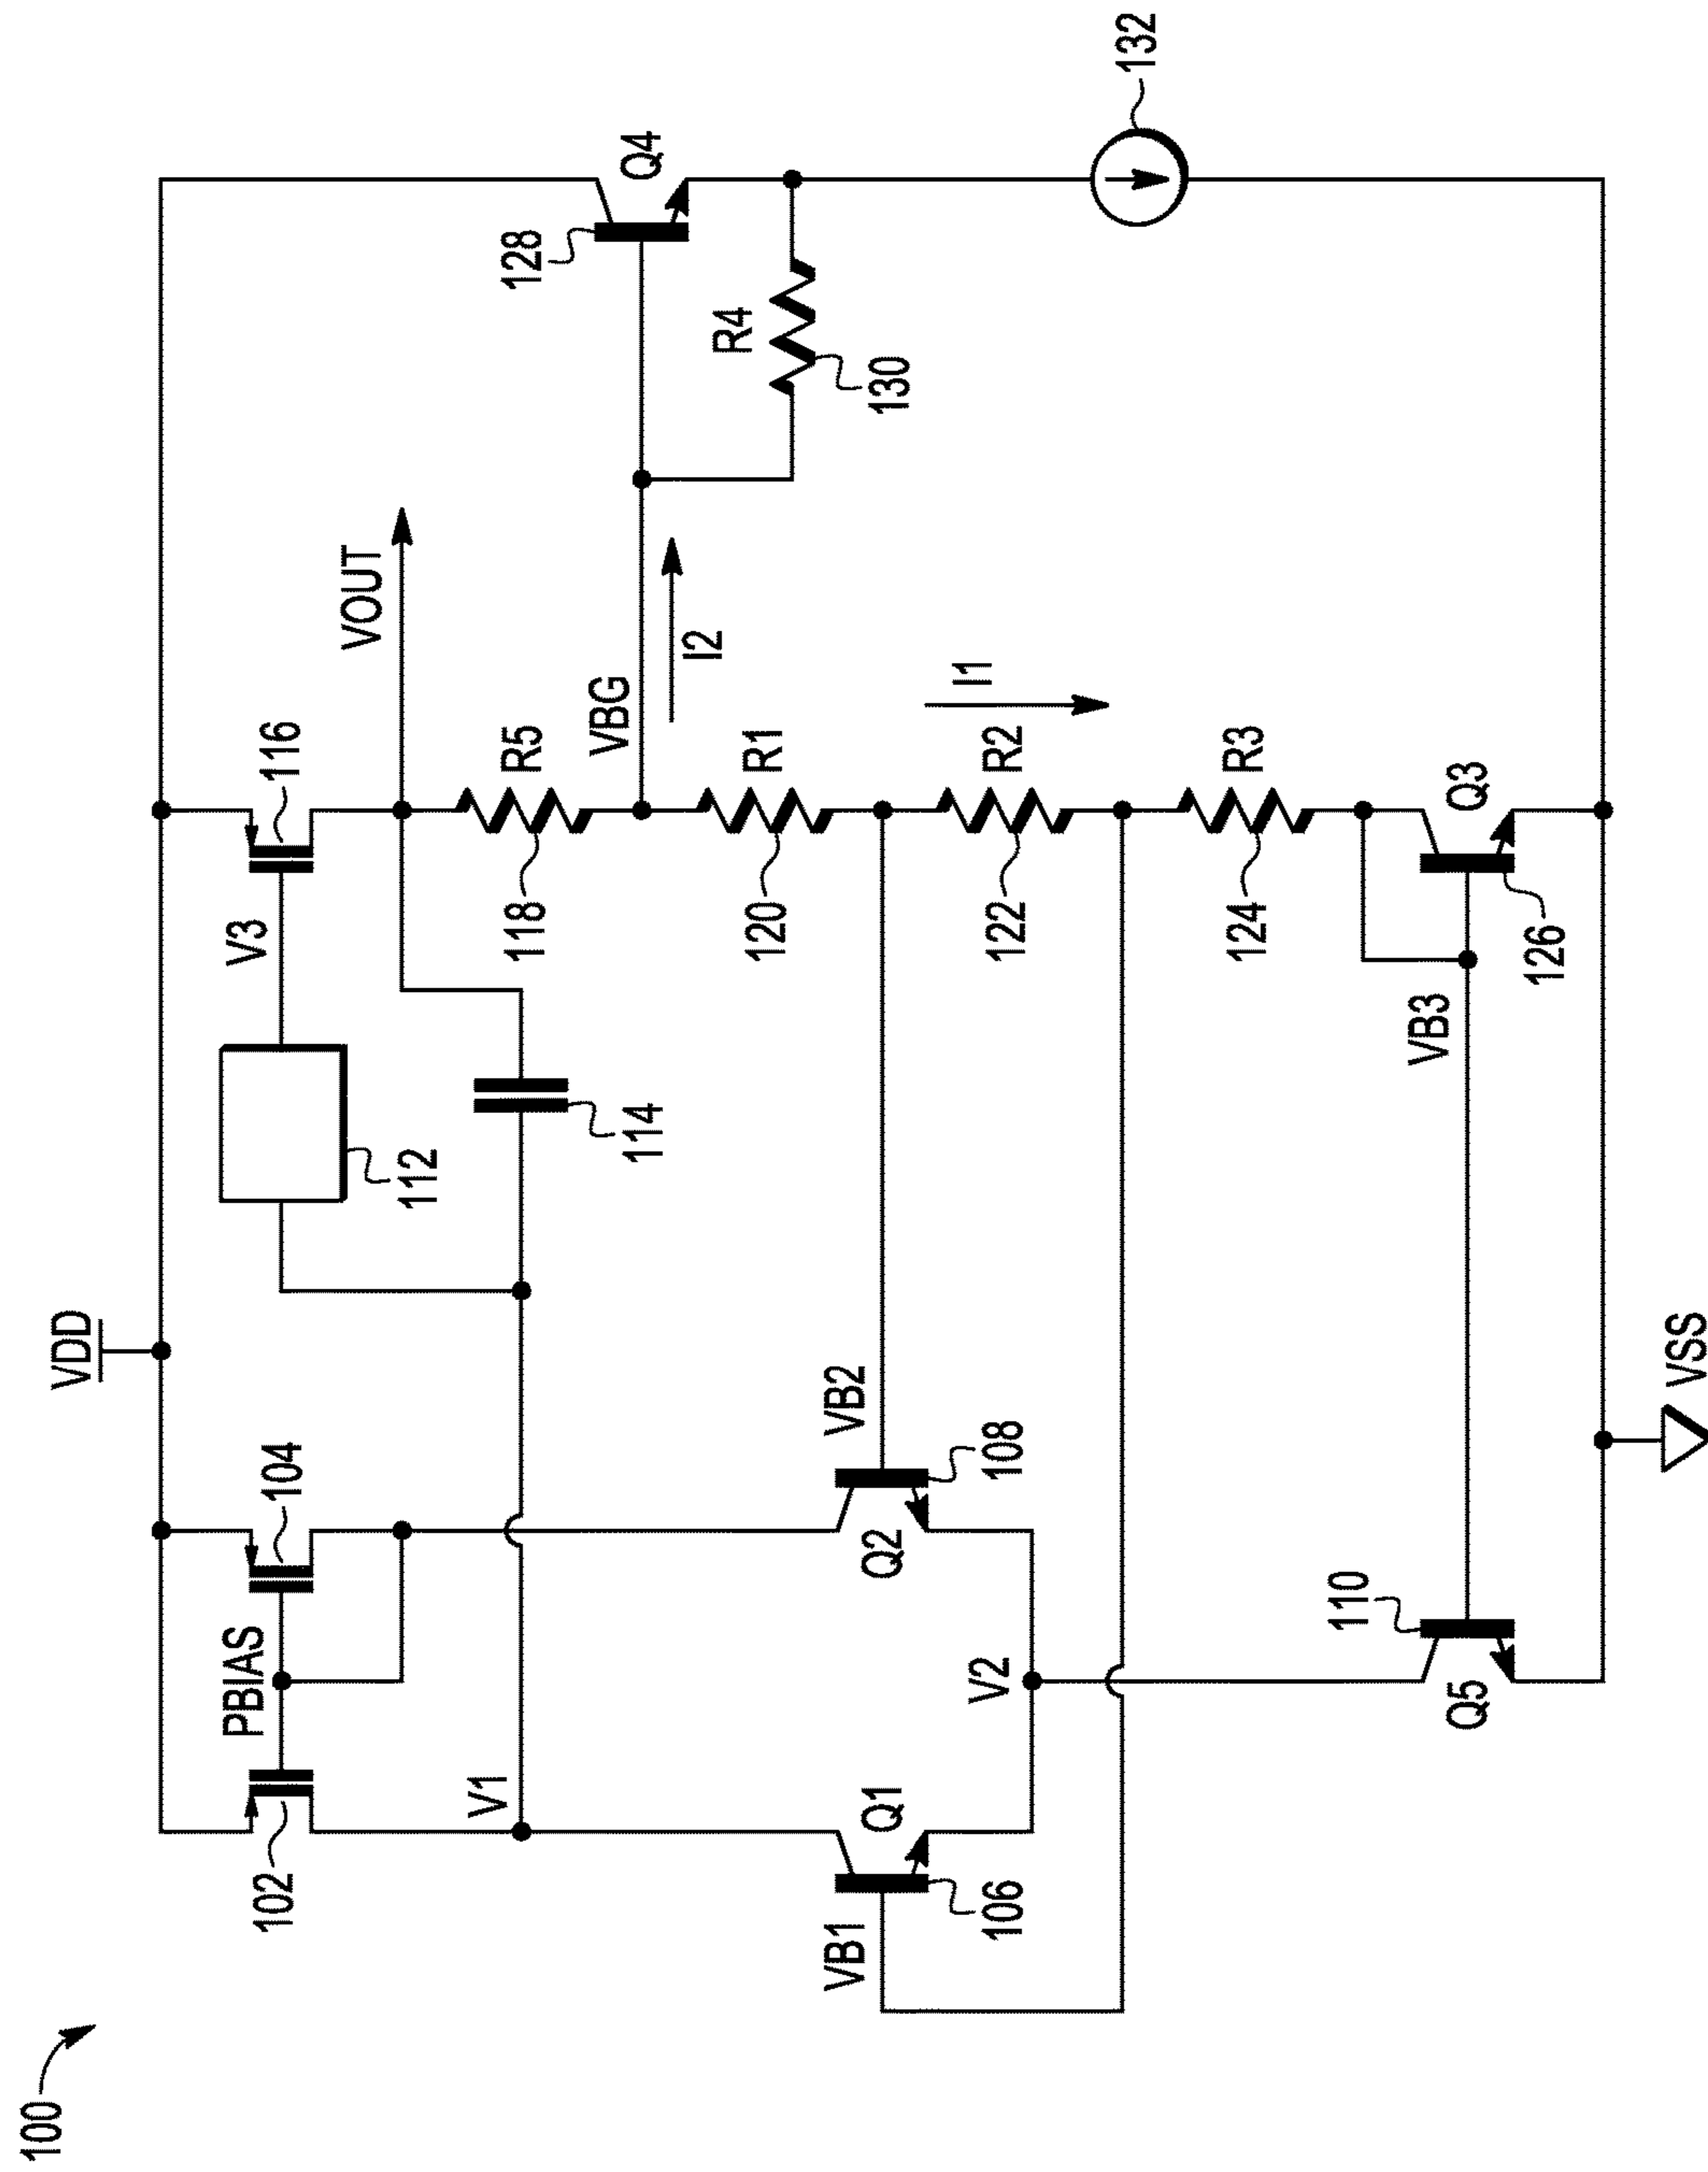 100
VDD
VSS
102
PBIAS
104
V1
VB1
106
Q1
V2
Q2
VB2
108
110
Q5
112
114
V3
116
VOUT
R5
118
VBG
I2
R1
120
I1
R2
122
R3
124
VB3
Q3
126
128
Q4
R4
130
132